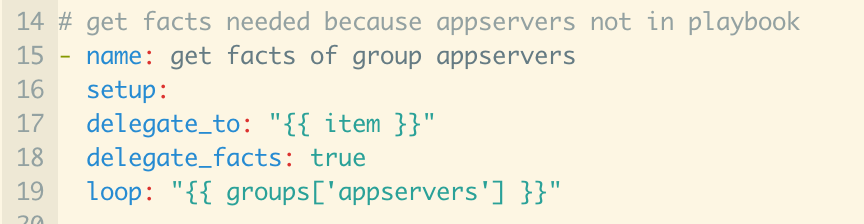 14 # get facts needed because appservers not in playbook
15 - name: get facts of group appservers
16   setup:
17   delegate_to: "{{ item }}"
18   delegate_facts: true
19   loop: "{{ groups['appservers'] }}"
20